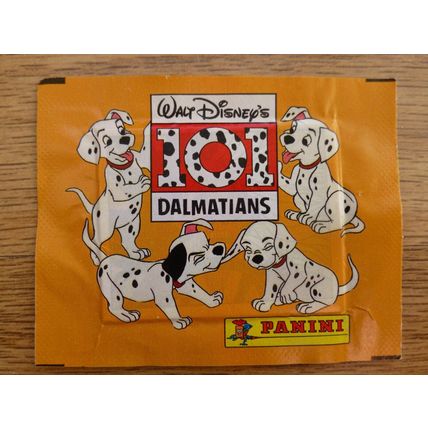 WALT DISNEY'S
101
DALMATIANS
PANINI